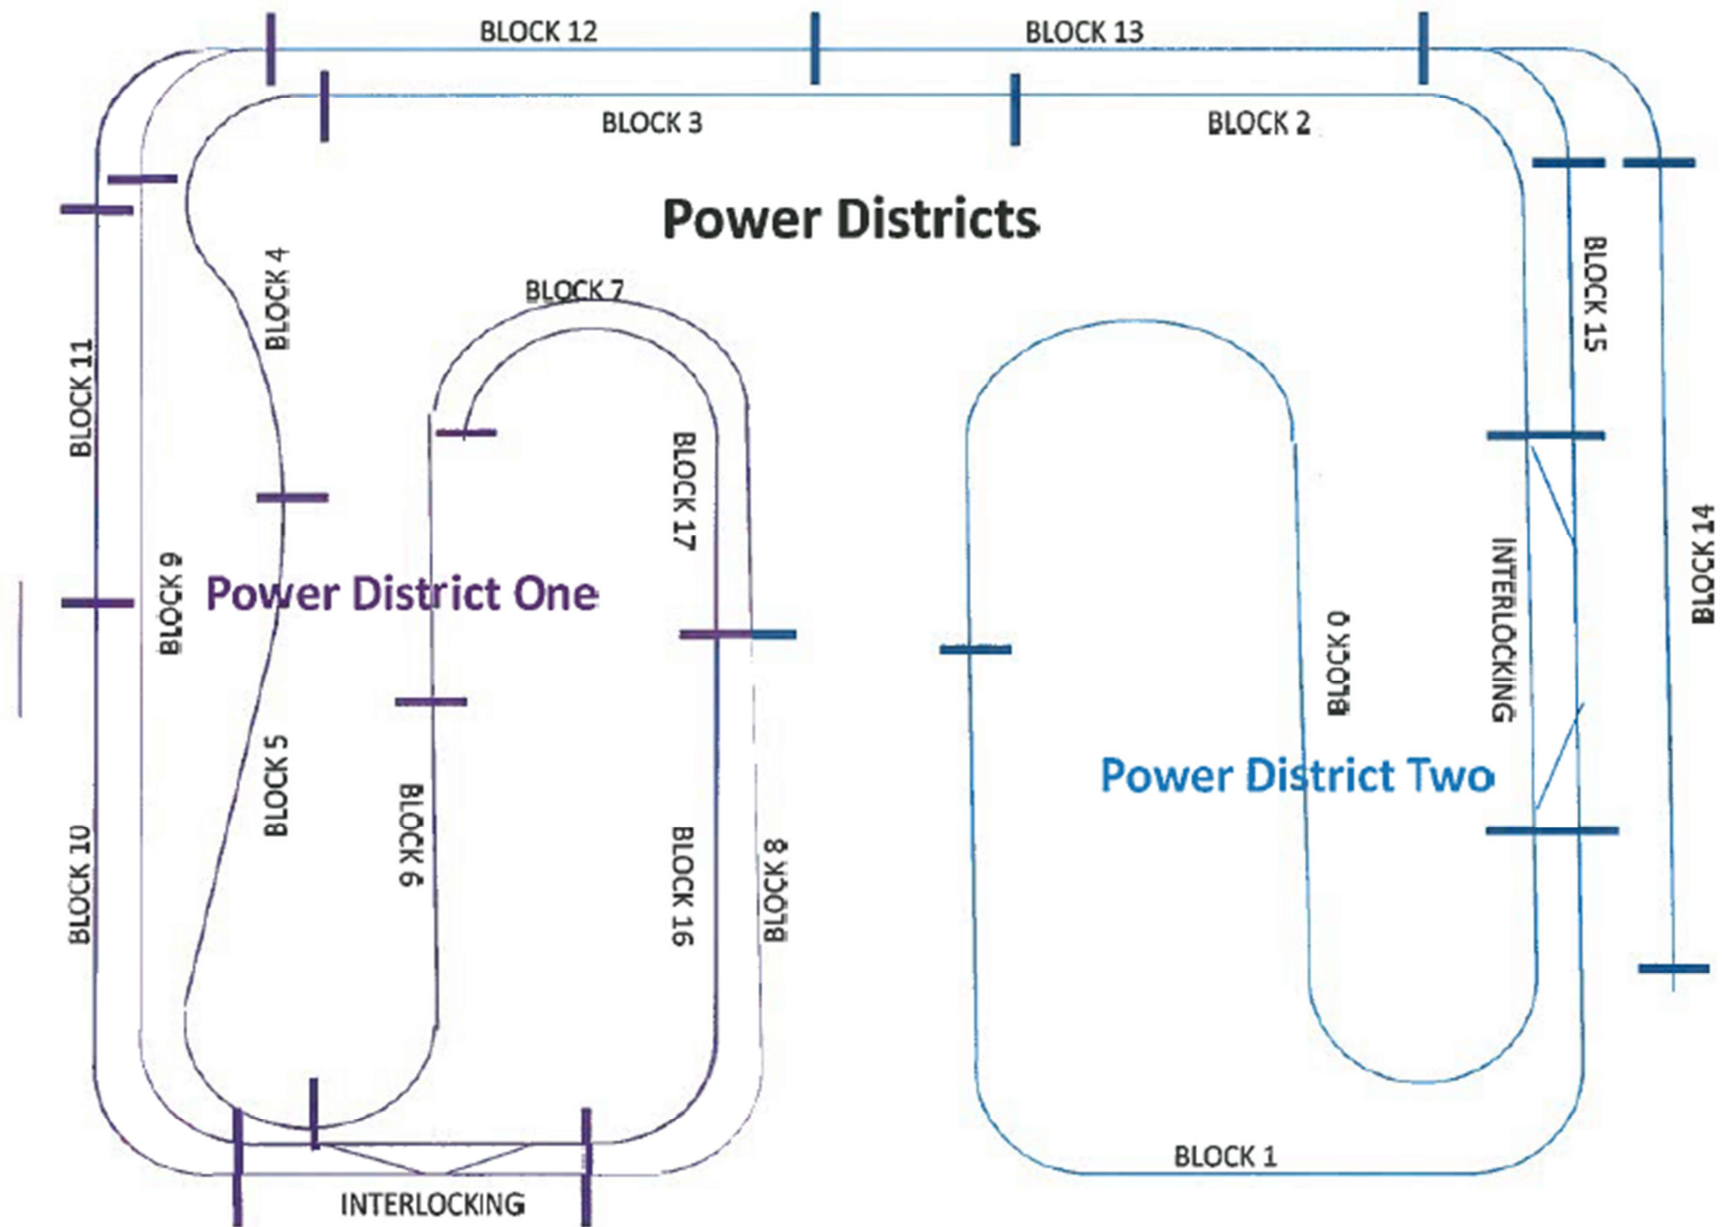 BLOCK 12
BLOCK 13
BLOCK 3
BLOCK 2
Power Districts
BLOCK 4
BLOCK 7
BLOCK 15
BLOCK 11
BLOCK 17
BLOCK 14
BLOCK 9
Power District One
INTERLOCKING
BLOCK 0
Power District Two
BLOCK 5
BLOCK 6
BLOCK 10
BLOCK 16
BLOCK 8
BLOCK 1
INTERLOCKING